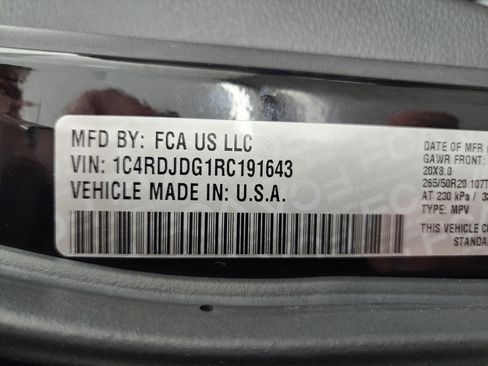 MFD BY: FCA US LLC
VIN: 1C4RDJDG1RC191643
VEHICLE MADE IN: U.S.A.
DATE OF MFR
GAWR FRONT:
20X8.0
265/50R20 107T
AT 230 kPa /
TYPE: MPV
THIS VEHICLE
STANDA